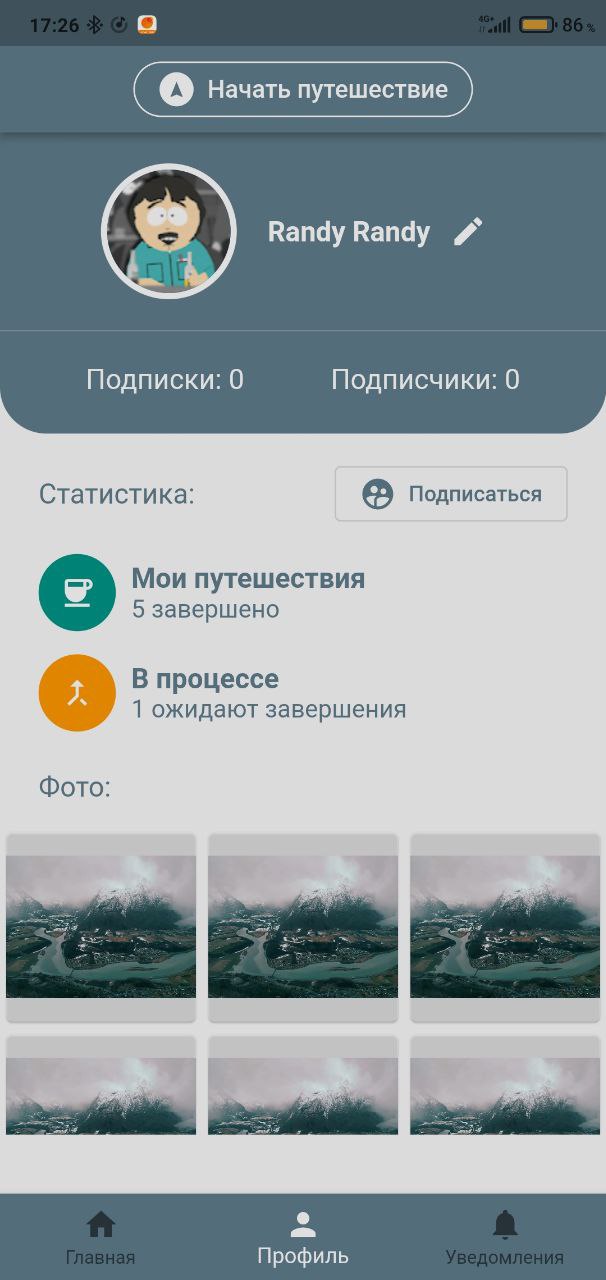 17:26 4G+ 86 %
Начать путешествие
Randy Randy
Подписки: 0 Подписчики: 0
Статистика: Подписаться
Мои путешествия
5 завершено
В процессе
1 ожидают завершения
Фото:
Главная Профиль Уведомления